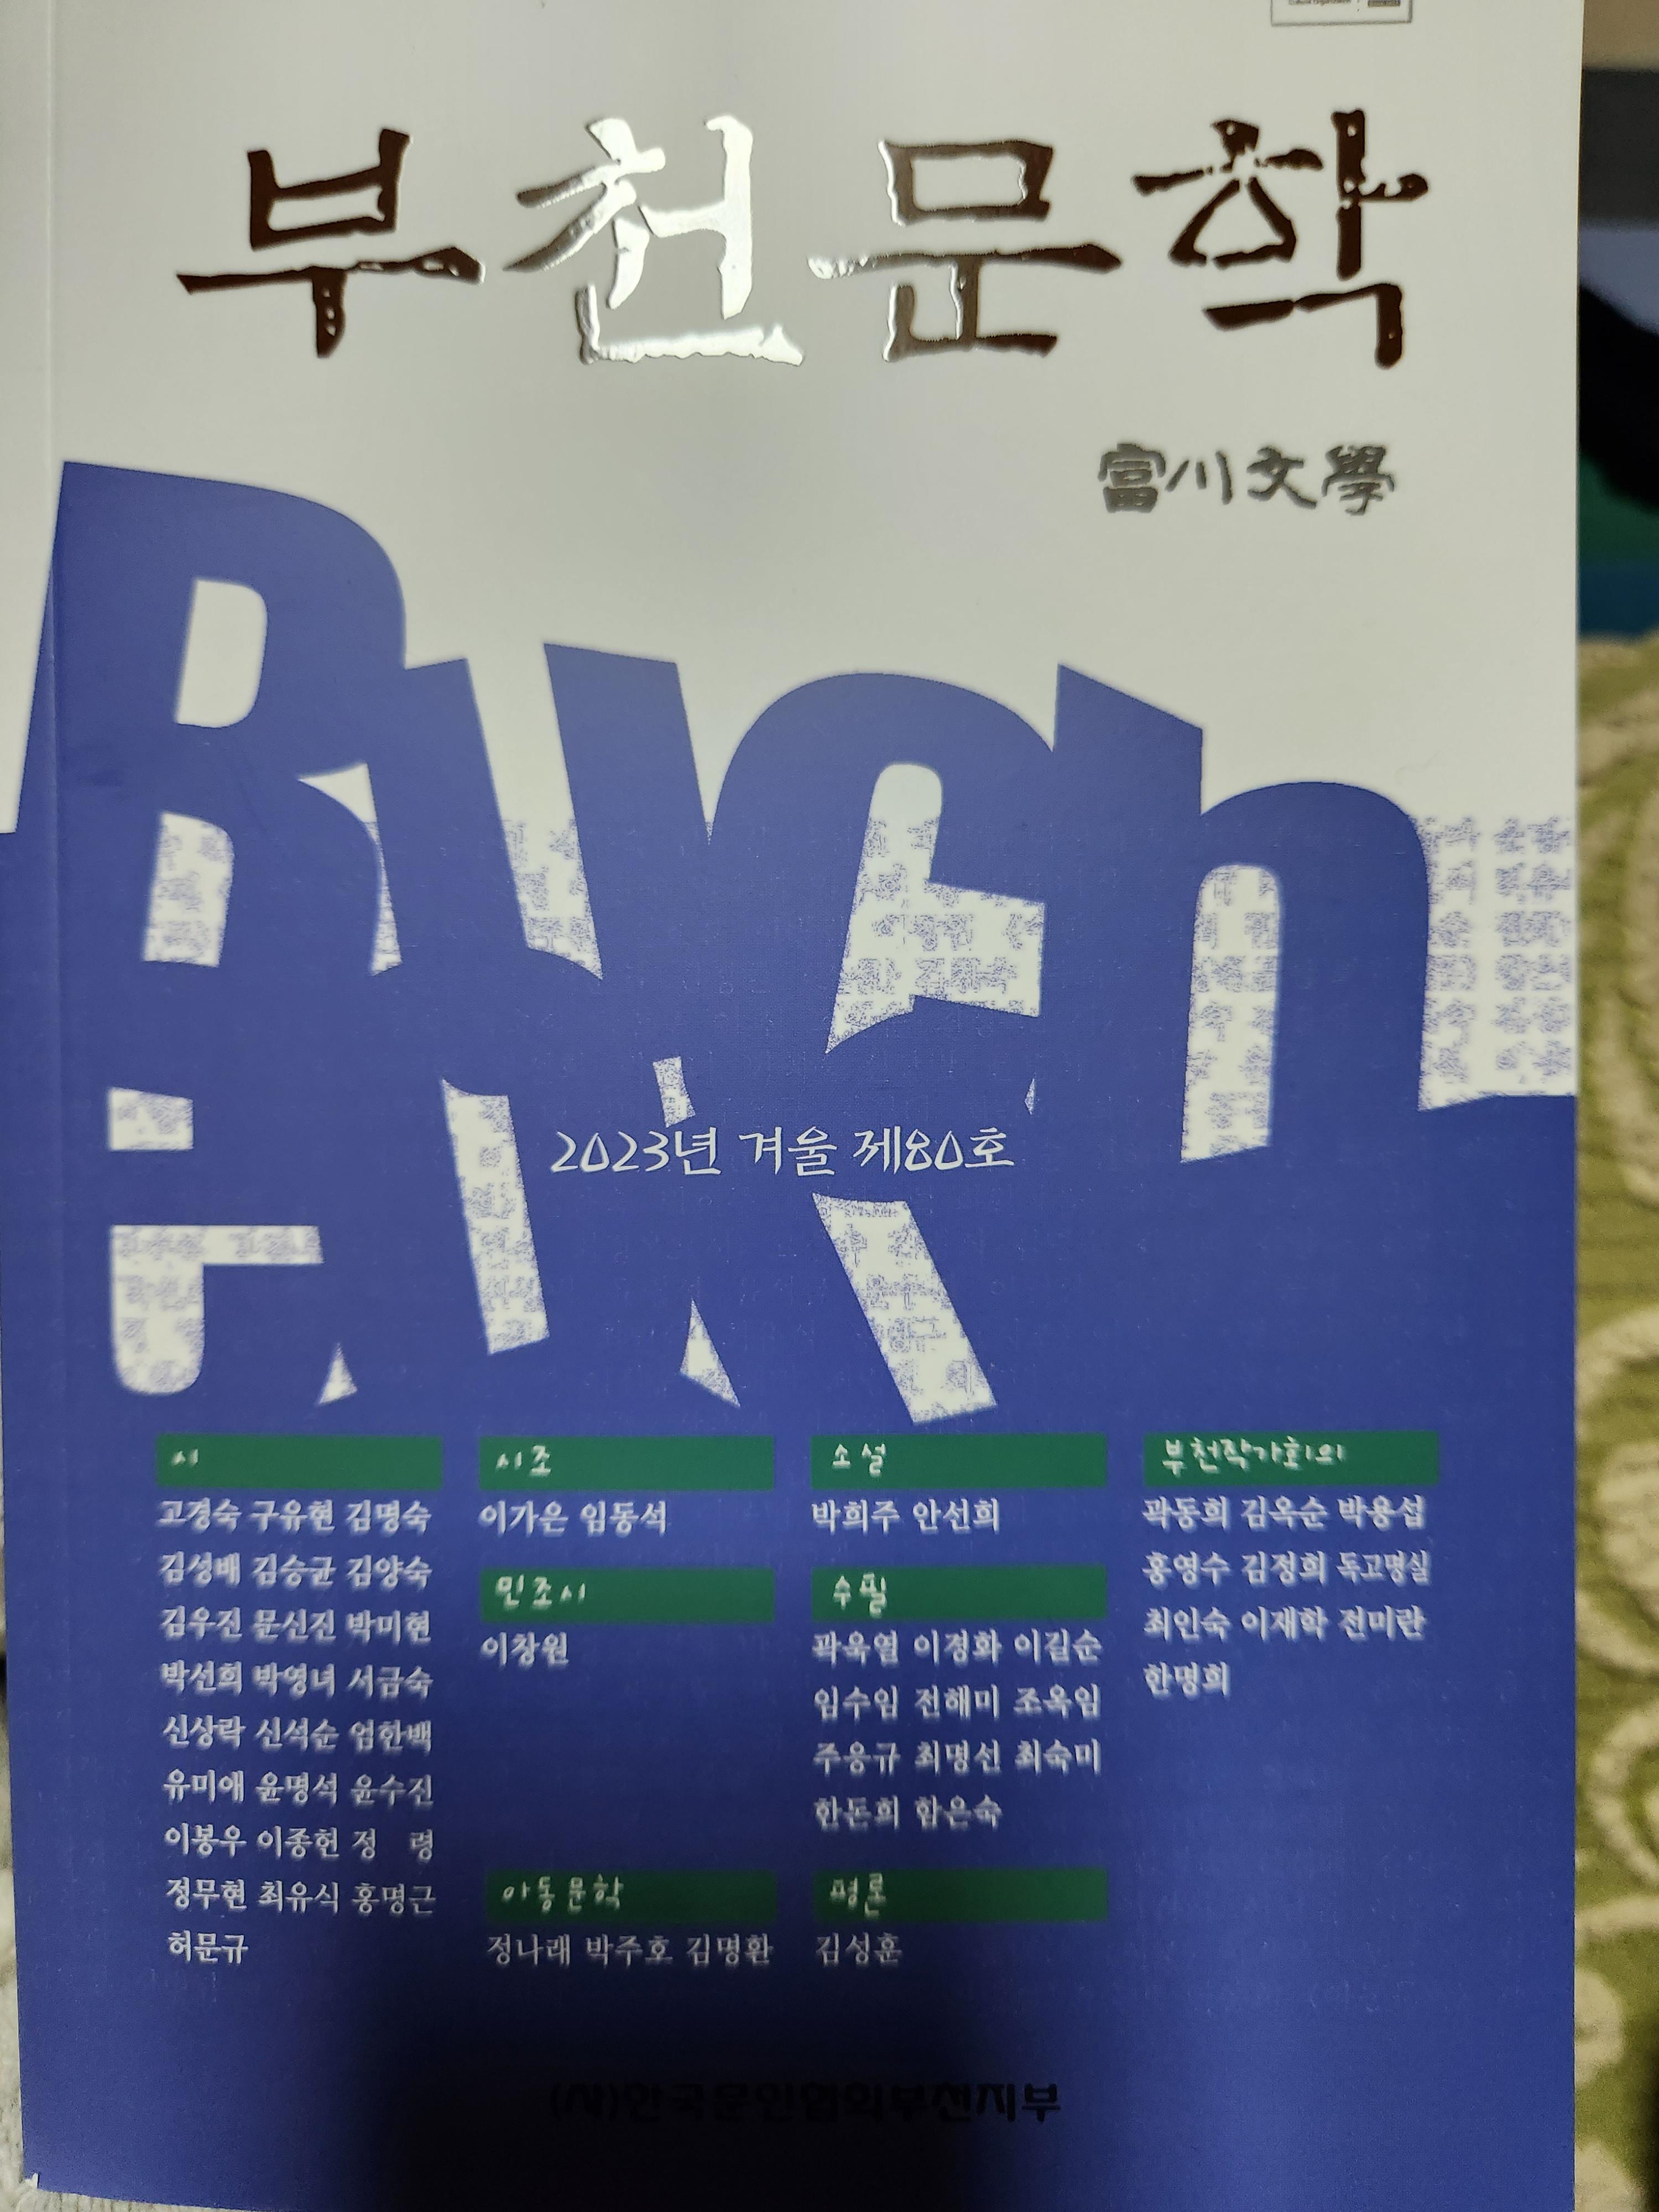 부천문학
富川文學
2023년 겨울 제80호
시
고경숙 구유현 김명숙
김성배 김승균 김양숙
김우진 문신진 박미현
박선희 박영녀 서금숙
신상락 신석순 엄한백
유미애 윤명석 윤수진
이봉우 이종헌 정 령
정무현 최유식 홍명근
허문규
시조
이가은 임동석
민조시
이창원
아동문학
정나래 박주호 김명환
소설
박희주 안선희
수필
곽욱열 이정화 이길순
임수임 전해미 조옥임
주응규 최명선 최숙미
한돈희 함은숙
평론
김성훈
부천작가회의
곽동희 김옥순 박용섭
홍영수 김정희 독고명실
최인숙 이재학 전미란
한명희
(사)한국문인협회부천지부